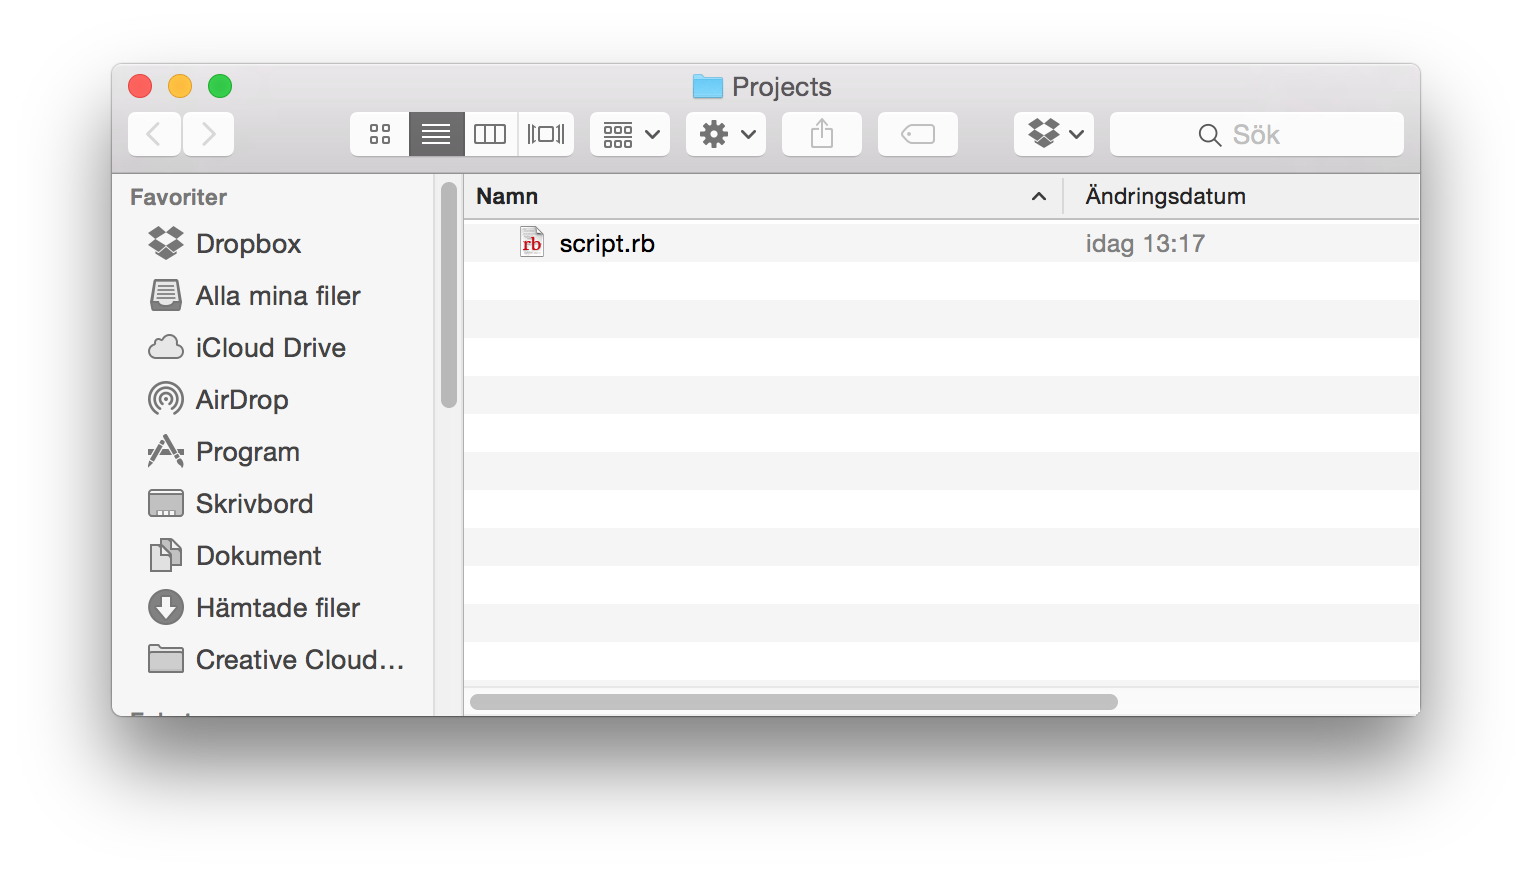 Projects
Sök
Favoriter
Dropbox
Alla mina filer
iCloud Drive
AirDrop
Program
Skrivbord
Dokument
Hämtade filer
Creative Cloud…
Namn
Ändringsdatum
rb script.rb
idag 13:17